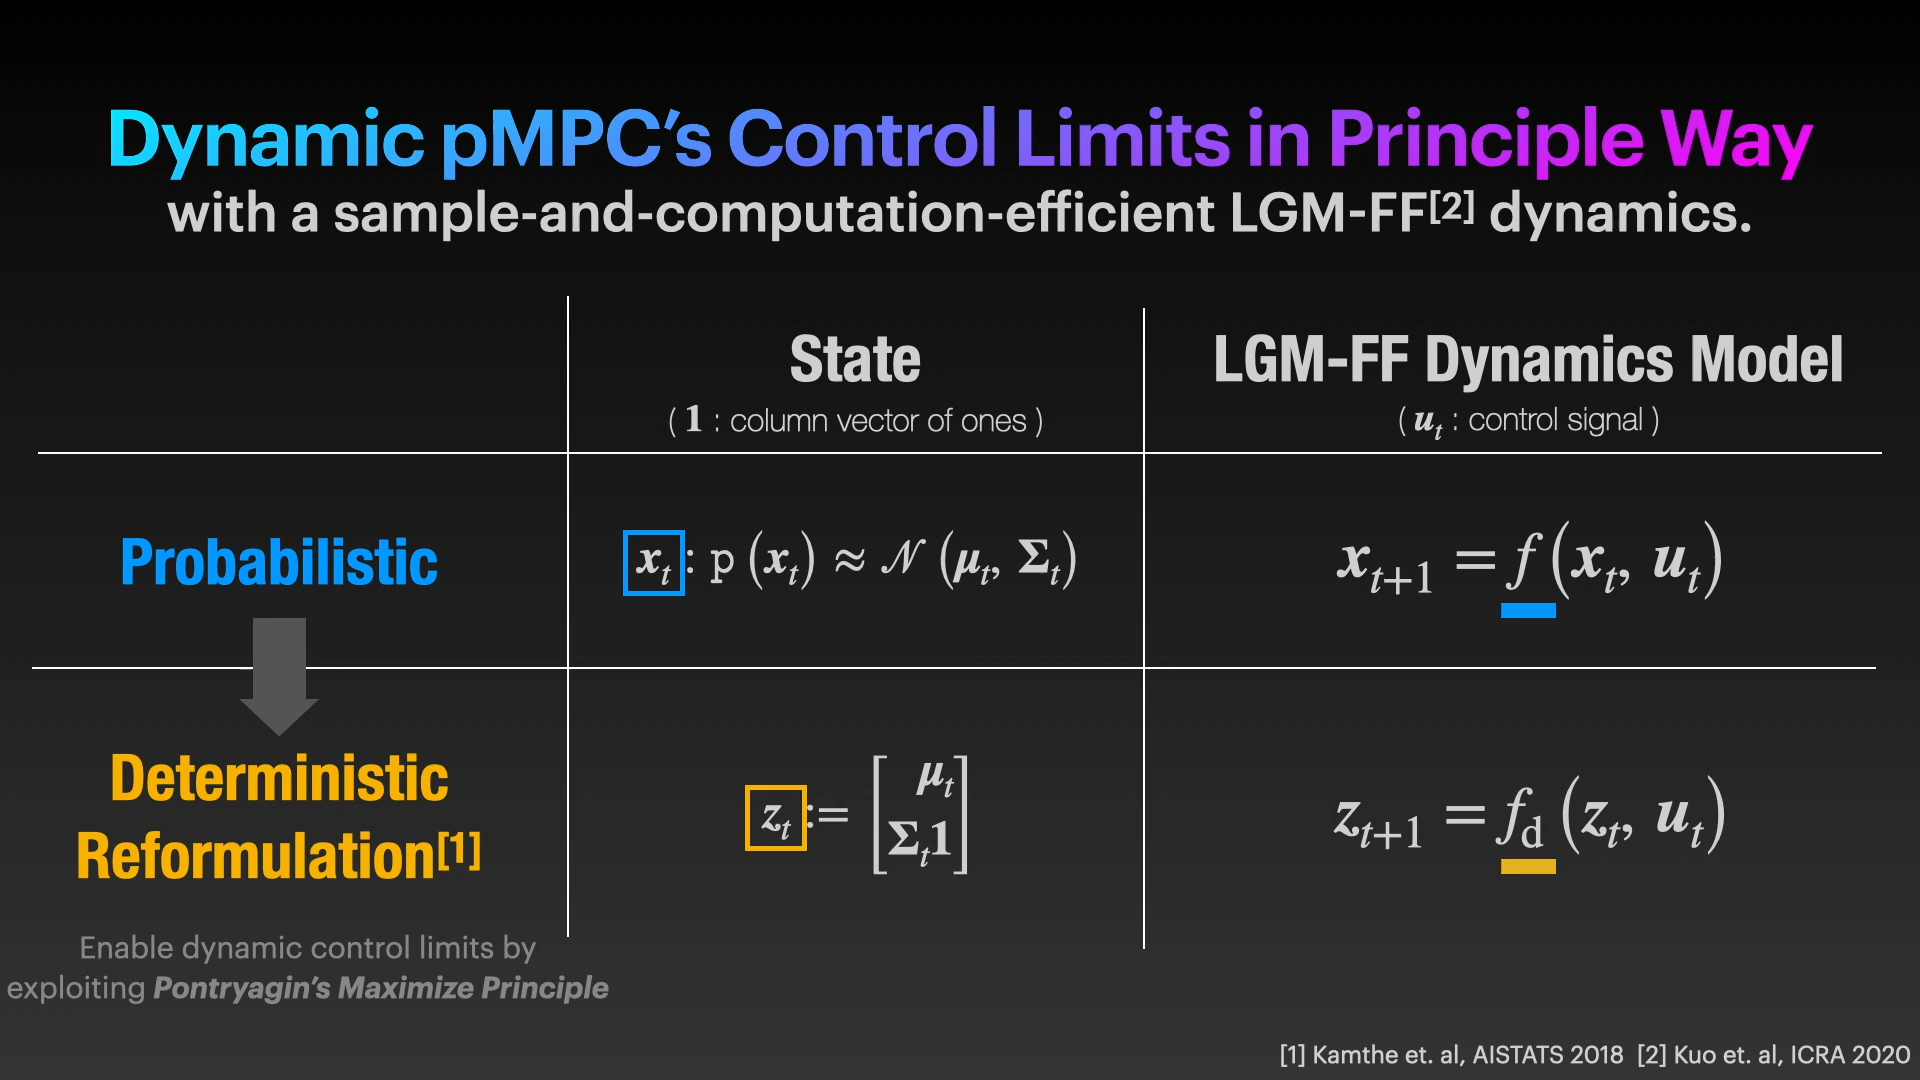 Dynamic pMPC’s Control Limits in Principle Way
with a sample-and-computation-efficient LGM-FF[2] dynamics.
State
( 1 : column vector of ones )
LGM-FF Dynamics Model
( u_t : control signal )
Probabilistic
x_t : p (x_t) ≈ 𝒩 (μ_t, Σ_t)
x_{t+1} = f (x_t, u_t)
Deterministic
Reformulation[1]
z_t := [μ_t
Σ_t1]
z_{t+1} = f_d (z_t, u_t)
Enable dynamic control limits by
exploiting Pontryagin’s Maximize Principle
[1] Kamthe et. al, AISTATS 2018 [2] Kuo et. al, ICRA 2020